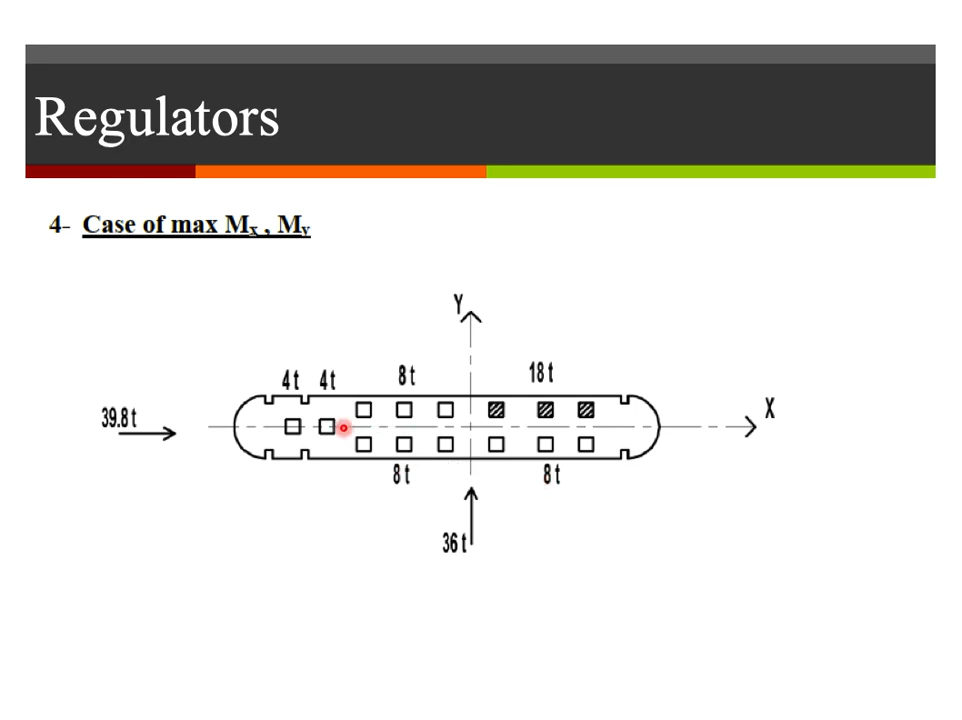 Regulators
4- Case of max Mx , My
Y
4 t 4 t 8 t 18 t
39.8 t
X
8 t 8 t
36 t